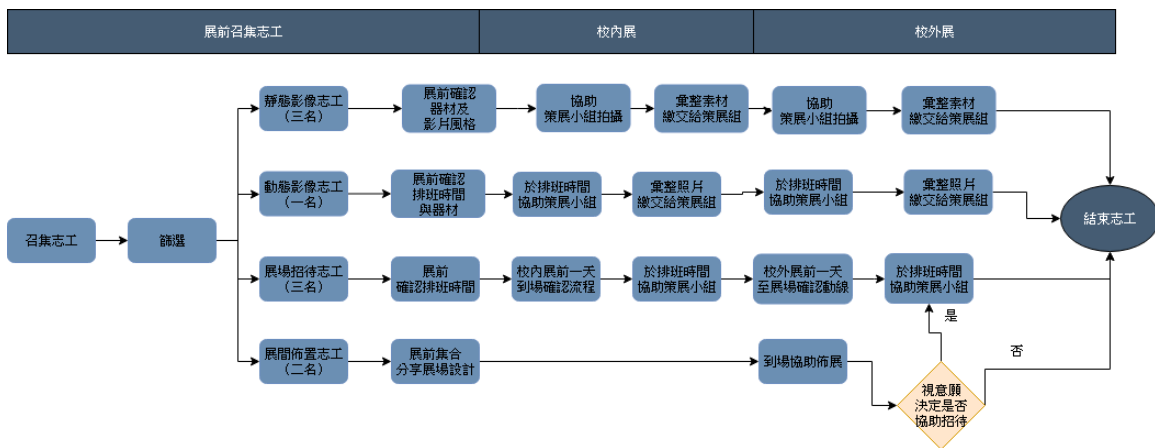 展前召集志工
校內展
校外展
靜態影像志工
(三名)
展前確認
器材及
影片風格
協助
策展小組拍攝
彙整素材
繳交給策展組
協助
策展小組拍攝
彙整素材
繳交給策展組
動態影像志工
(一名)
展前確認
排班時間
與器材
於排班時間
協助策展小組
彙整照片
繳交給策展組
於排班時間
協助策展小組
彙整照片
繳交給策展組
召集志工
篩選
結束志工
展場招待志工
(三名)
展前
確認排班時間
校內展前一天
到場確認流程
於排班時間
協助策展小組
校外展前一天
至展場確認動線
於排班時間
協助策展小組
是
否
展間佈置志工
(二名)
展前集合
分享展場設計
到場協助佈展
視意願
決定是否
協助招待